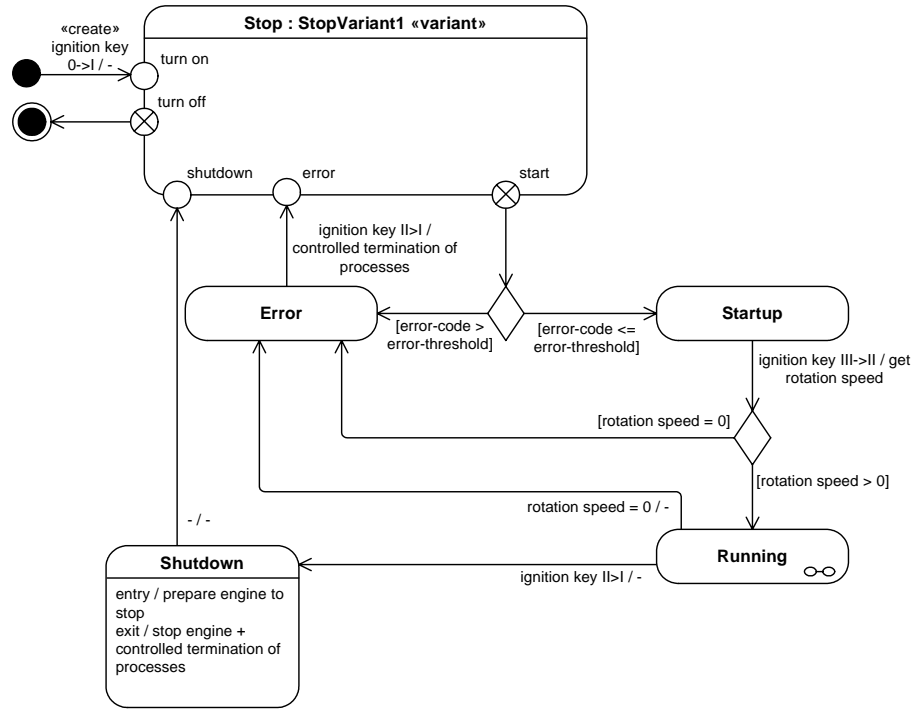 Stop : StopVariant1 «variant»
«create»
ignition key
0->I / -
turn on
turn off
shutdown
error
start
ignition key II>I /
controlled termination of
processes
Error
Startup
[error-code >
error-threshold]
[error-code <=
error-threshold]
ignition key III->II / get
rotation speed
[rotation speed = 0]
[rotation speed > 0]
rotation speed = 0 / -
- / -
Running
Shutdown
ignition key II>I / -
entry / prepare engine to
stop
exit / stop engine +
controlled termination of
processes